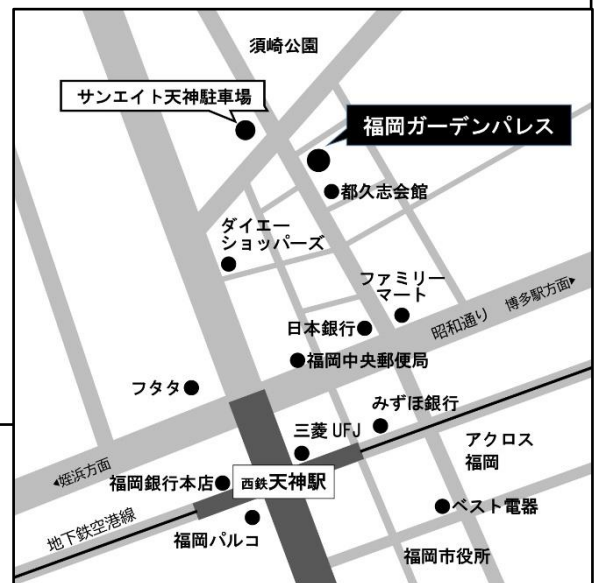 須崎公園
サンエイト天神駐車場
福岡ガーデンパレス
都久志会館
ダイエー
ショッパーズ
ファミリー
マート
昭和通り 博多駅方面▶
日本銀行
福岡中央郵便局
フタタ
みずほ銀行
三菱UFJ
アクロス
福岡
◀姪浜方面
福岡銀行本店
西鉄天神駅
ベスト電器
地下鉄空港線
福岡パルコ
福岡市役所